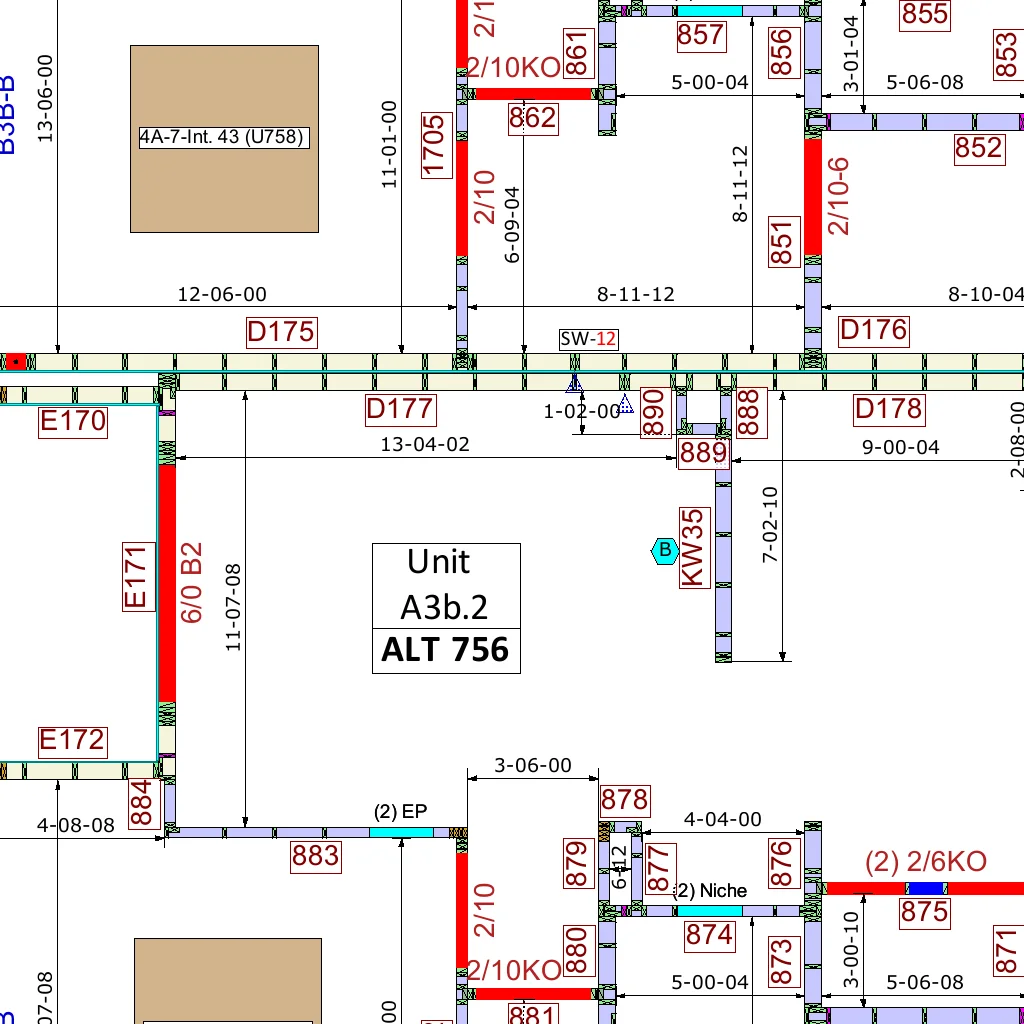 2/1
861
857
856
855
853
3-01-04
2/10KO
5-00-04
5-06-08
B3B-B
13-06-00
4A-7-Int. 43 (U758)
11-01-00
1705
862
852
2/10
6-09-04
8-11-12
2/10-6
851
12-06-00
8-11-12
8-10-04
D175
SW-12
D176
E170
D177
1-02-00
890
888
D178
2-08-00
13-04-02
889
9-00-04
E171
6/0 B2
11-07-08
Unit
A3b.2
ALT 756
B
KW35
7-02-10
E172
3-06-00
884
4-08-08
(2) EP
878
4-04-00
883
879
6-12
877
876
(2) 2/6KO
(2) Niche
2/10
880
874
873
3-00-10
875
871
2/10KO
5-00-04
5-06-08
07-08
00
881